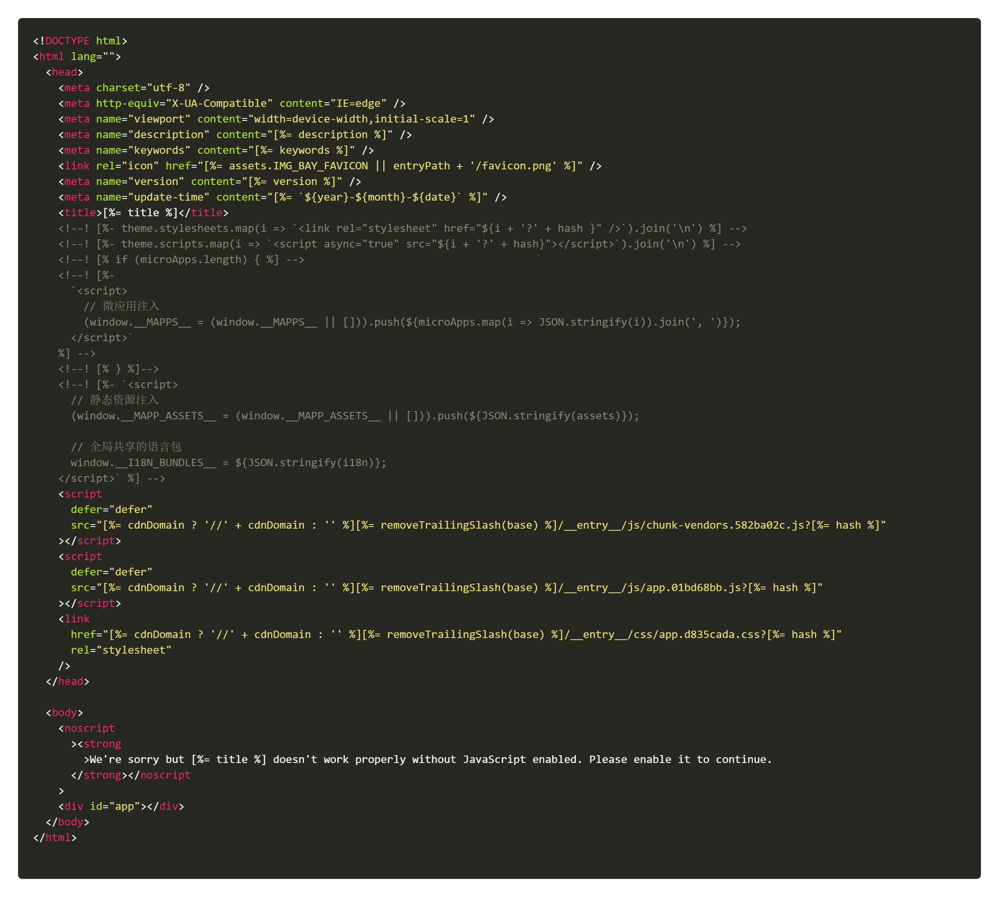 <!DOCTYPE html>
<html lang="">
  <head>
    <meta charset="utf-8" />
    <meta http-equiv="X-UA-Compatible" content="IE=edge" />
    <meta name="viewport" content="width=device-width,initial-scale=1" />
    <meta name="description" content="[%= description %]" />
    <meta name="keywords" content="[%= keywords %]" />
    <link rel="icon" href="[%= assets.IMG_BAY_FAVICON || entryPath + '/favicon.png' %]" />
    <meta name="version" content="[%= version %]" />
    <meta name="update-time" content="[%= `${year}-${month}-${date}` %]" />
    <title>[%= title %]</title>
    <!--! [%- theme.stylesheets.map(i => `<link rel="stylesheet" href="${i + '?' + hash }" />`).join('\n') %] -->
    <!--! [%- theme.scripts.map(i => `<script async="true" src="${i + '?' + hash}"></script>`).join('\n') %] -->
    <!--! [% if (microApps.length) { %] -->
    <!--! [%-
      `<script>
        // 微应用注入
        (window.__MAPPS__ = (window.__MAPPS__ || [])).push(${microApps.map(i => JSON.stringify(i)).join(', ')});
      </script>`
    %] -->
    <!--! [% } %]-->
    <!--! [%- `<script>
      // 静态资源注入
      (window.__MAPP_ASSETS__ = (window.__MAPP_ASSETS__ || [])).push(${JSON.stringify(assets)});

      // 全局共享的语言包
      window.__I18N_BUNDLES__ = ${JSON.stringify(i18n)};
    </script>` %] -->
    <script
      defer="defer"
      src="[%= cdnDomain ? '//' + cdnDomain : '' %][%= removeTrailingSlash(base) %]/__entry__/js/chunk-vendors.582ba02c.js?[%= hash %]"
    ></script>
    <script
      defer="defer"
      src="[%= cdnDomain ? '//' + cdnDomain : '' %][%= removeTrailingSlash(base) %]/__entry__/js/app.01bd68bb.js?[%= hash %]"
    ></script>
    <link
      href="[%= cdnDomain ? '//' + cdnDomain : '' %][%= removeTrailingSlash(base) %]/__entry__/css/app.d835cada.css?[%= hash %]"
      rel="stylesheet"
    />
  </head>

  <body>
    <noscript
      ><strong
        >We're sorry but [%= title %] doesn't work properly without JavaScript enabled. Please enable it to continue.
      </strong></noscript
    >
    <div id="app"></div>
  </body>
</html>